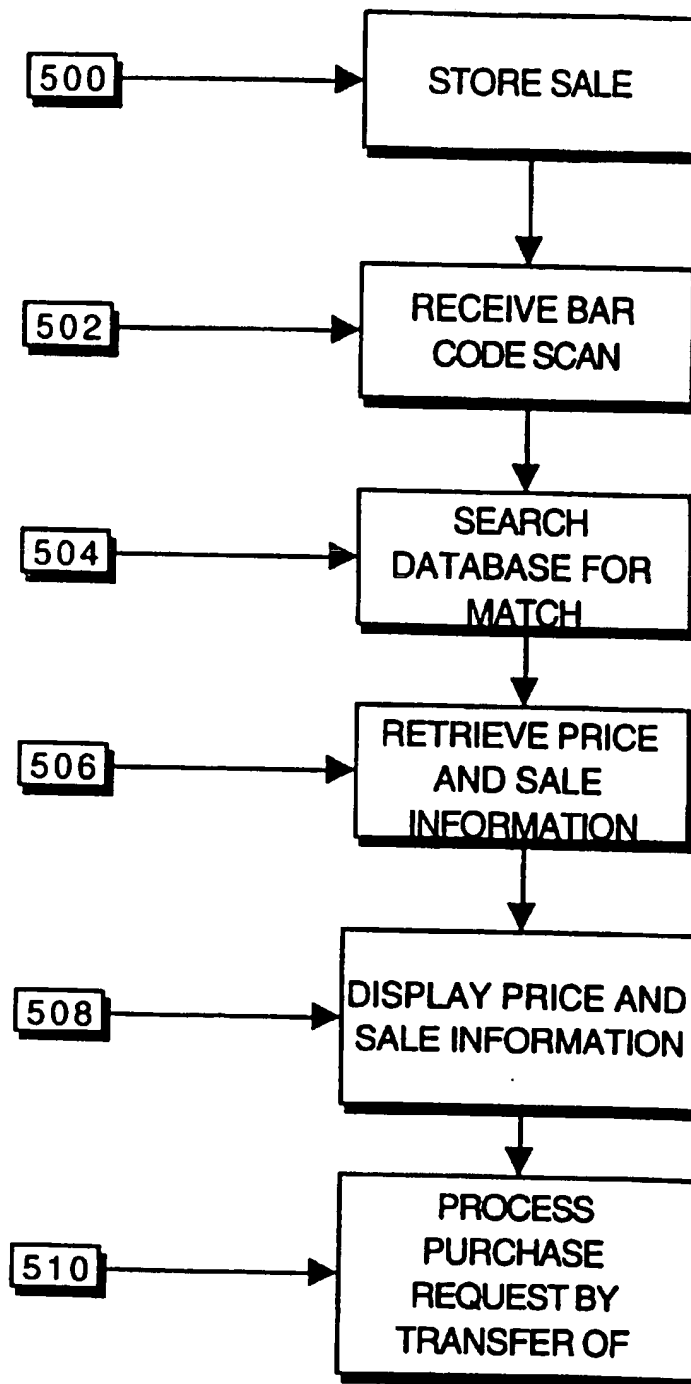 500
STORE SALE
502
RECEIVE BAR
CODE SCAN
504
SEARCH
DATABASE FOR
MATCH
506
RETRIEVE PRICE
AND SALE
INFORMATION
508
DISPLAY PRICE AND
SALE INFORMATION
510
PROCESS
PURCHASE
REQUEST BY
TRANSFER OF